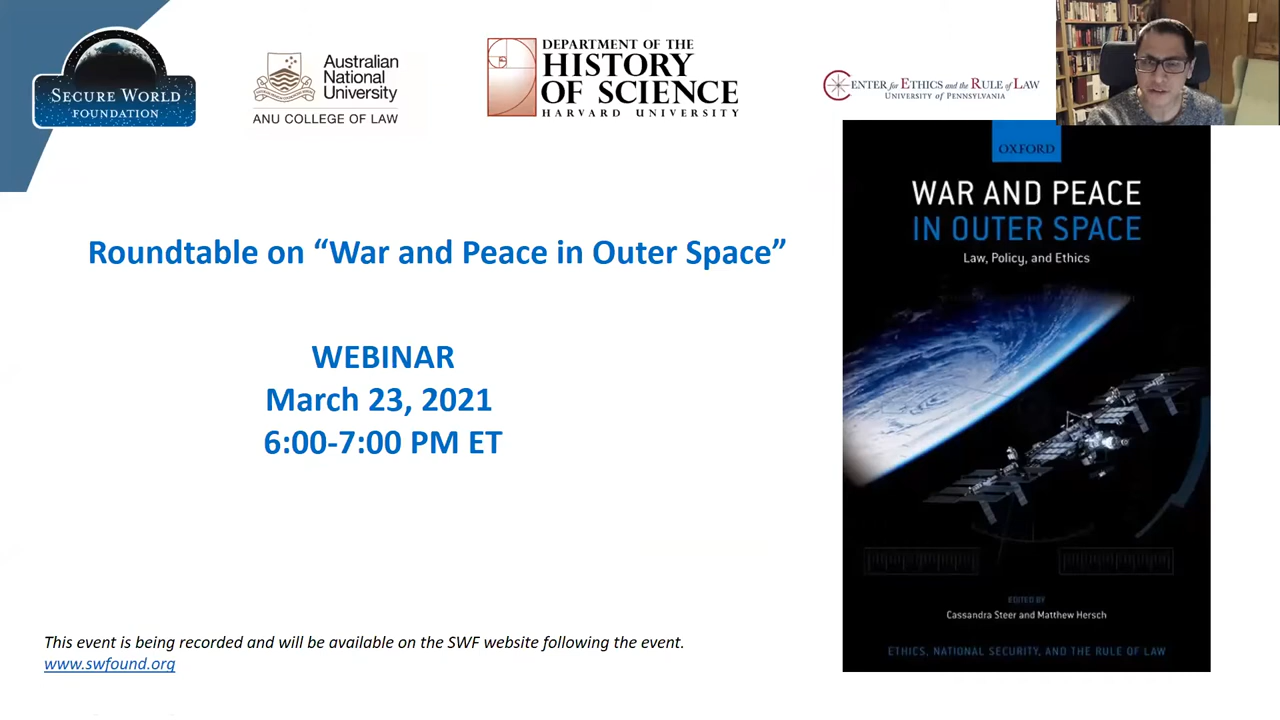 SECURE WORLD
FOUNDATION
Australian
National
University
ANU COLLEGE OF LAW
DEPARTMENT OF THE
HISTORY
OF SCIENCE
HARVARD UNIVERSITY
CENTER for ETHICS and the RULE of LAW
UNIVERSITY OF PENNSYLVANIA
OXFORD
WAR AND PEACE
IN OUTER SPACE
Law, Policy, and Ethics
Roundtable on “War and Peace in Outer Space”
WEBINAR
March 23, 2021
6:00-7:00 PM ET
EDITED BY
Cassandra Steer and Matthew Hersch
ETHICS, NATIONAL SECURITY, AND THE RULE OF LAW
This event is being recorded and will be available on the SWF website following the event.
www.swfound.org